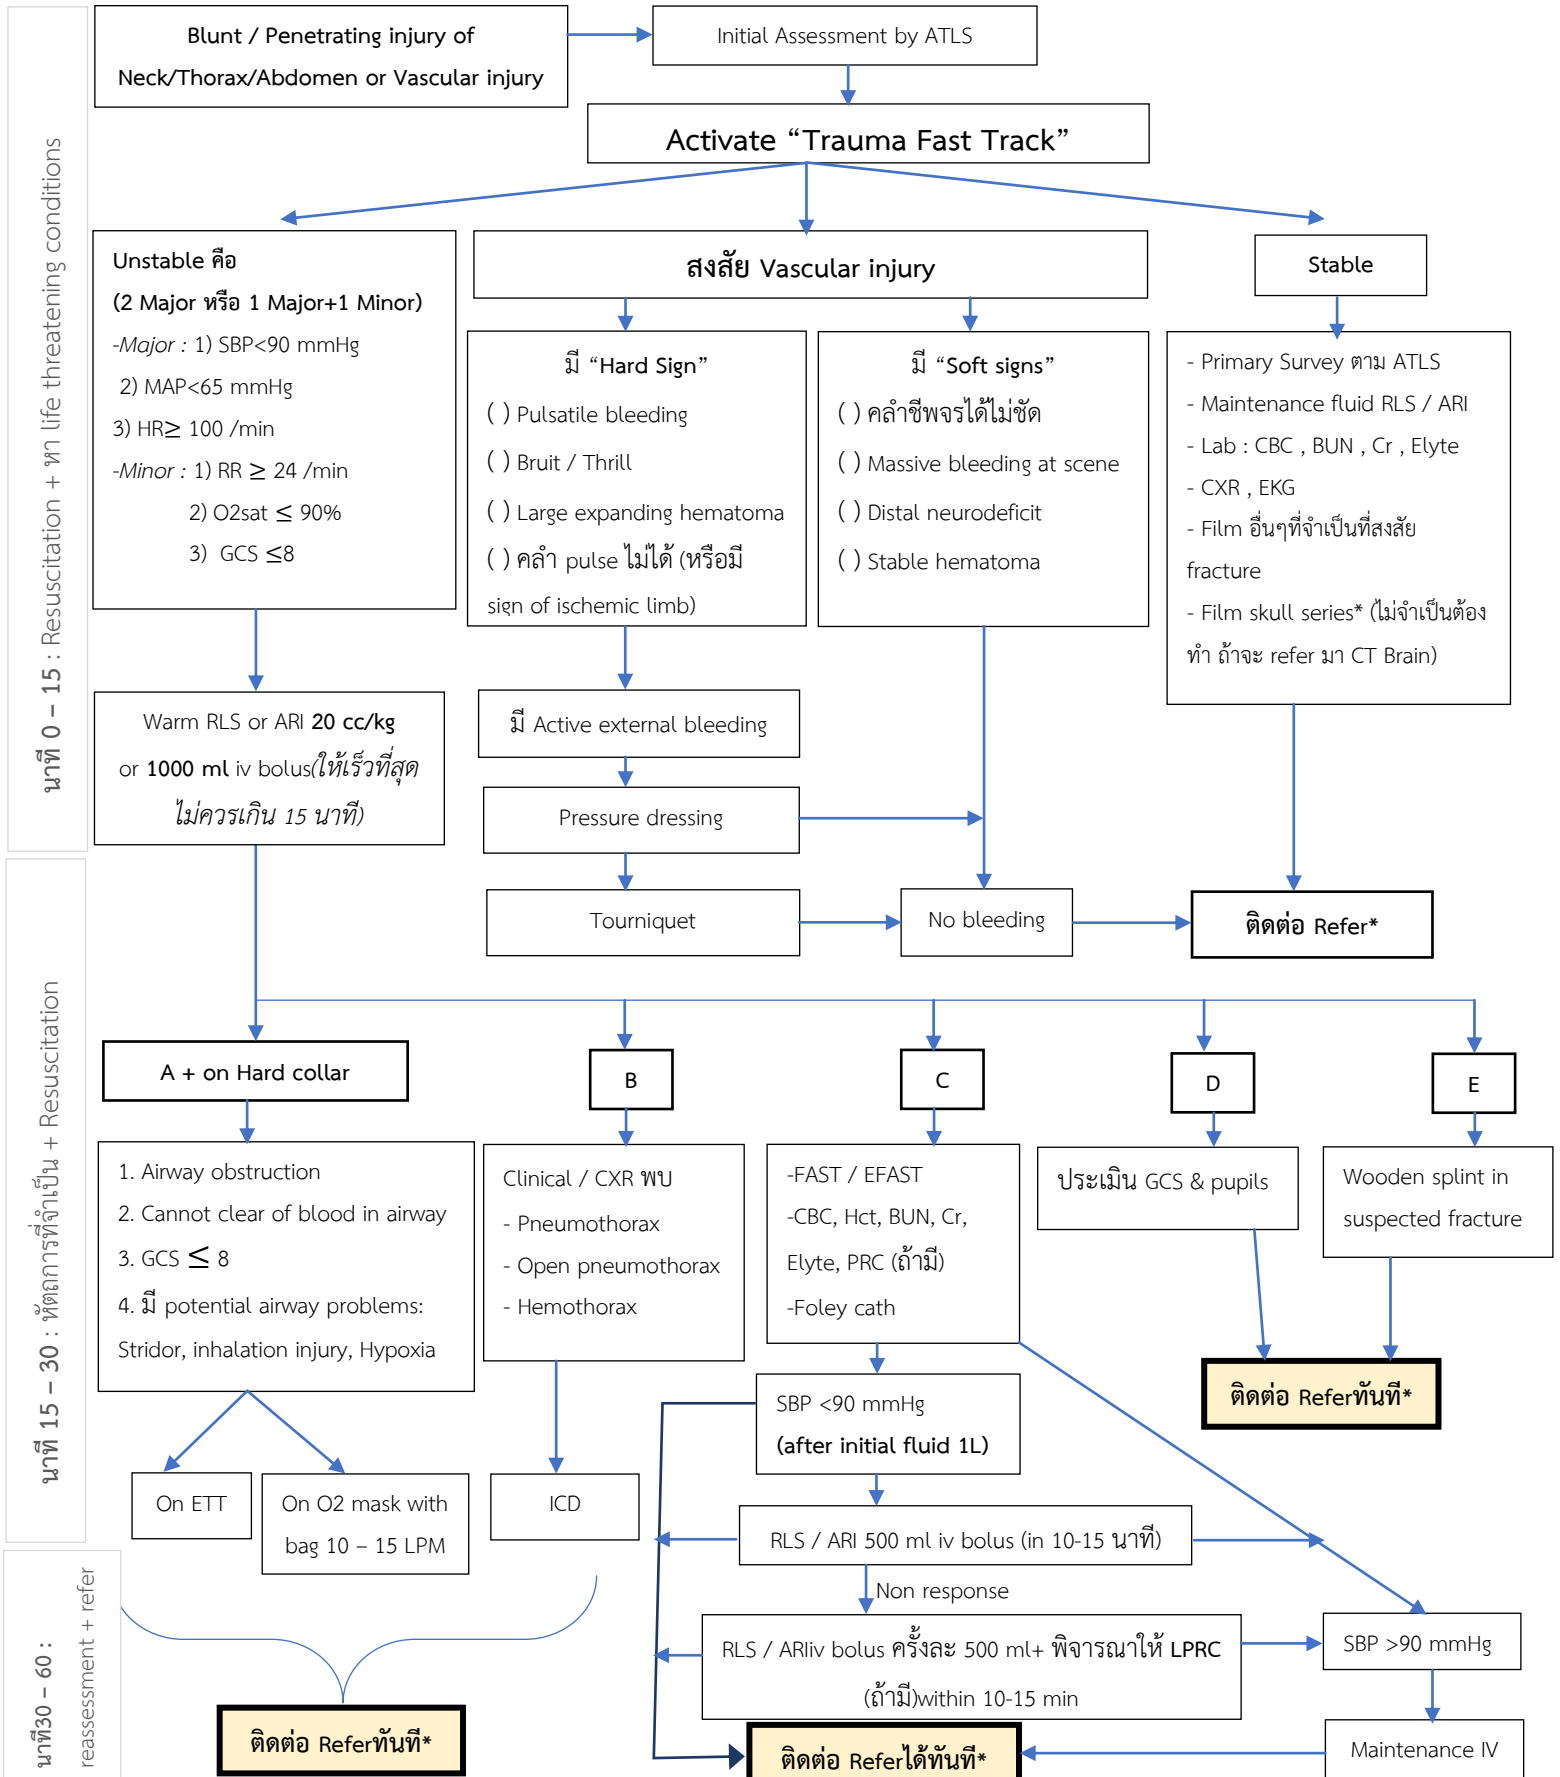 Blunt / Penetrating injury of
Neck/Thorax/Abdomen or Vascular injury
Initial Assessment by ATLS
Activate “Trauma Fast Track”
นาที 0 – 15 : Resuscitation + หา life threatening conditions
Unstable คือ
(2 Major หรือ 1 Major+1 Minor)
-Major : 1) SBP<90 mmHg
2) MAP<65 mmHg
3) HR≥ 100 /min
-Minor : 1) RR ≥ 24 /min
2) O2sat ≤ 90%
3) GCS ≤8
สงสัย Vascular injury
Stable
มี “Hard Sign”
( ) Pulsatile bleeding
( ) Bruit / Thrill
( ) Large expanding hematoma
( ) คลำ pulse ไม่ได้ (หรือมี
sign of ischemic limb)
มี “Soft signs”
( ) คลำชีพจรได้ไม่ชัด
( ) Massive bleeding at scene
( ) Distal neurodeficit
( ) Stable hematoma
- Primary Survey ตาม ATLS
- Maintenance fluid RLS / ARI
- Lab : CBC , BUN , Cr , Elyte
- CXR , EKG
- Film อื่นๆที่จำเป็นที่สงสัย
fracture
- Film skull series* (ไม่จำเป็นต้อง
ทำ ถ้าจะ refer มา CT Brain)
Warm RLS or ARI 20 cc/kg
or 1000 ml iv bolus(ให้เร็วที่สุด
ไม่ควรเกิน 15 นาที)
มี Active external bleeding
Pressure dressing
Tourniquet
No bleeding
ติดต่อ Refer*
นาที 15 – 30 : หัตถการที่จำเป็น + Resuscitation
A + on Hard collar
B
C
D
E
1. Airway obstruction
2. Cannot clear of blood in airway
3. GCS ≤ 8
4. มี potential airway problems:
Stridor, inhalation injury, Hypoxia
Clinical / CXR พบ
- Pneumothorax
- Open pneumothorax
- Hemothorax
-FAST / EFAST
-CBC, Hct, BUN, Cr,
Elyte, PRC (ถ้ามี)
-Foley cath
ประเมิน GCS & pupils
Wooden splint in
suspected fracture
ติดต่อ Referทันที*
SBP <90 mmHg
(after initial fluid 1L)
On ETT
On O2 mask with
bag 10 – 15 LPM
ICD
RLS / ARI 500 ml iv bolus (in 10-15 นาที)
Non response
นาที30 – 60 :
reassessment + refer
RLS / ARIiv bolus ครั้งละ 500 ml+ พิจารณาให้ LPRC
(ถ้ามี)within 10-15 min
SBP >90 mmHg
ติดต่อ Referทันที*
ติดต่อ Referได้ทันที*
Maintenance IV